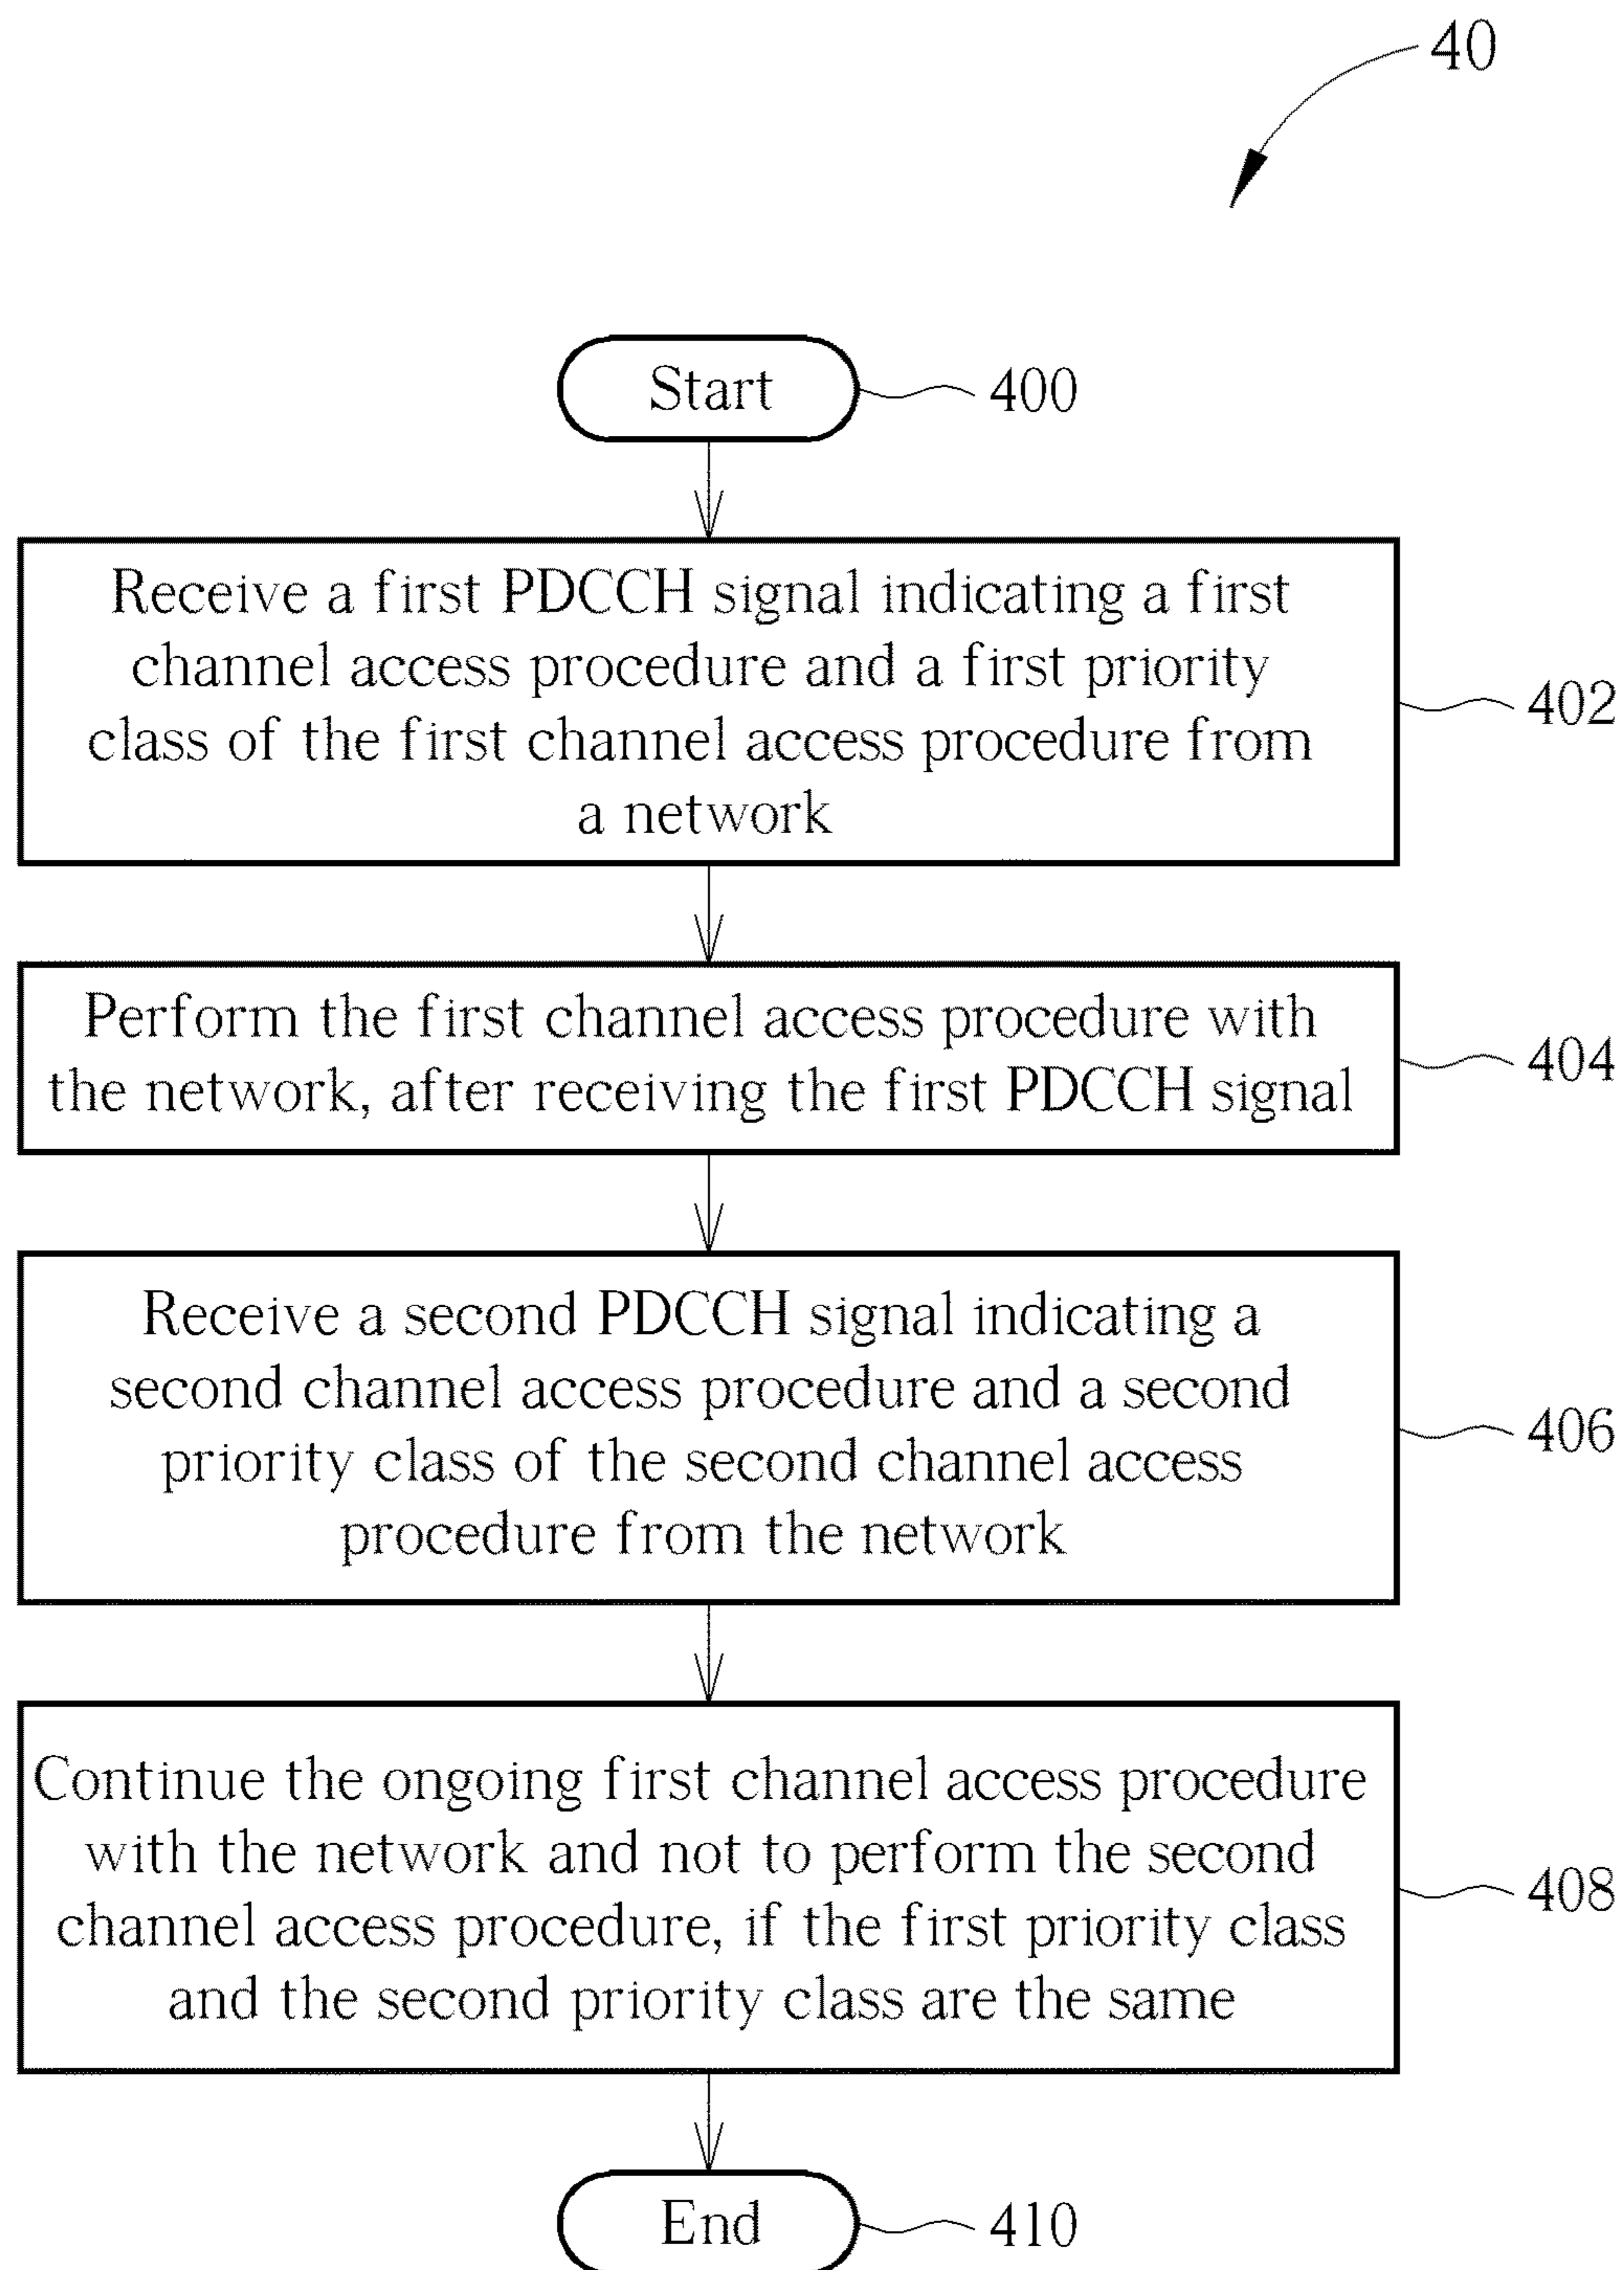 40
Start
400
Receive a first PDCCH signal indicating a first
channel access procedure and a first priority
class of the first channel access procedure from
a network
402
Perform the first channel access procedure with
the network, after receiving the first PDCCH signal
404
Receive a second PDCCH signal indicating a
second channel access procedure and a second
priority class of the second channel access
procedure from the network
406
Continue the ongoing first channel access procedure
with the network and not to perform the second
channel access procedure, if the first priority class
and the second priority class are the same
408
End
410